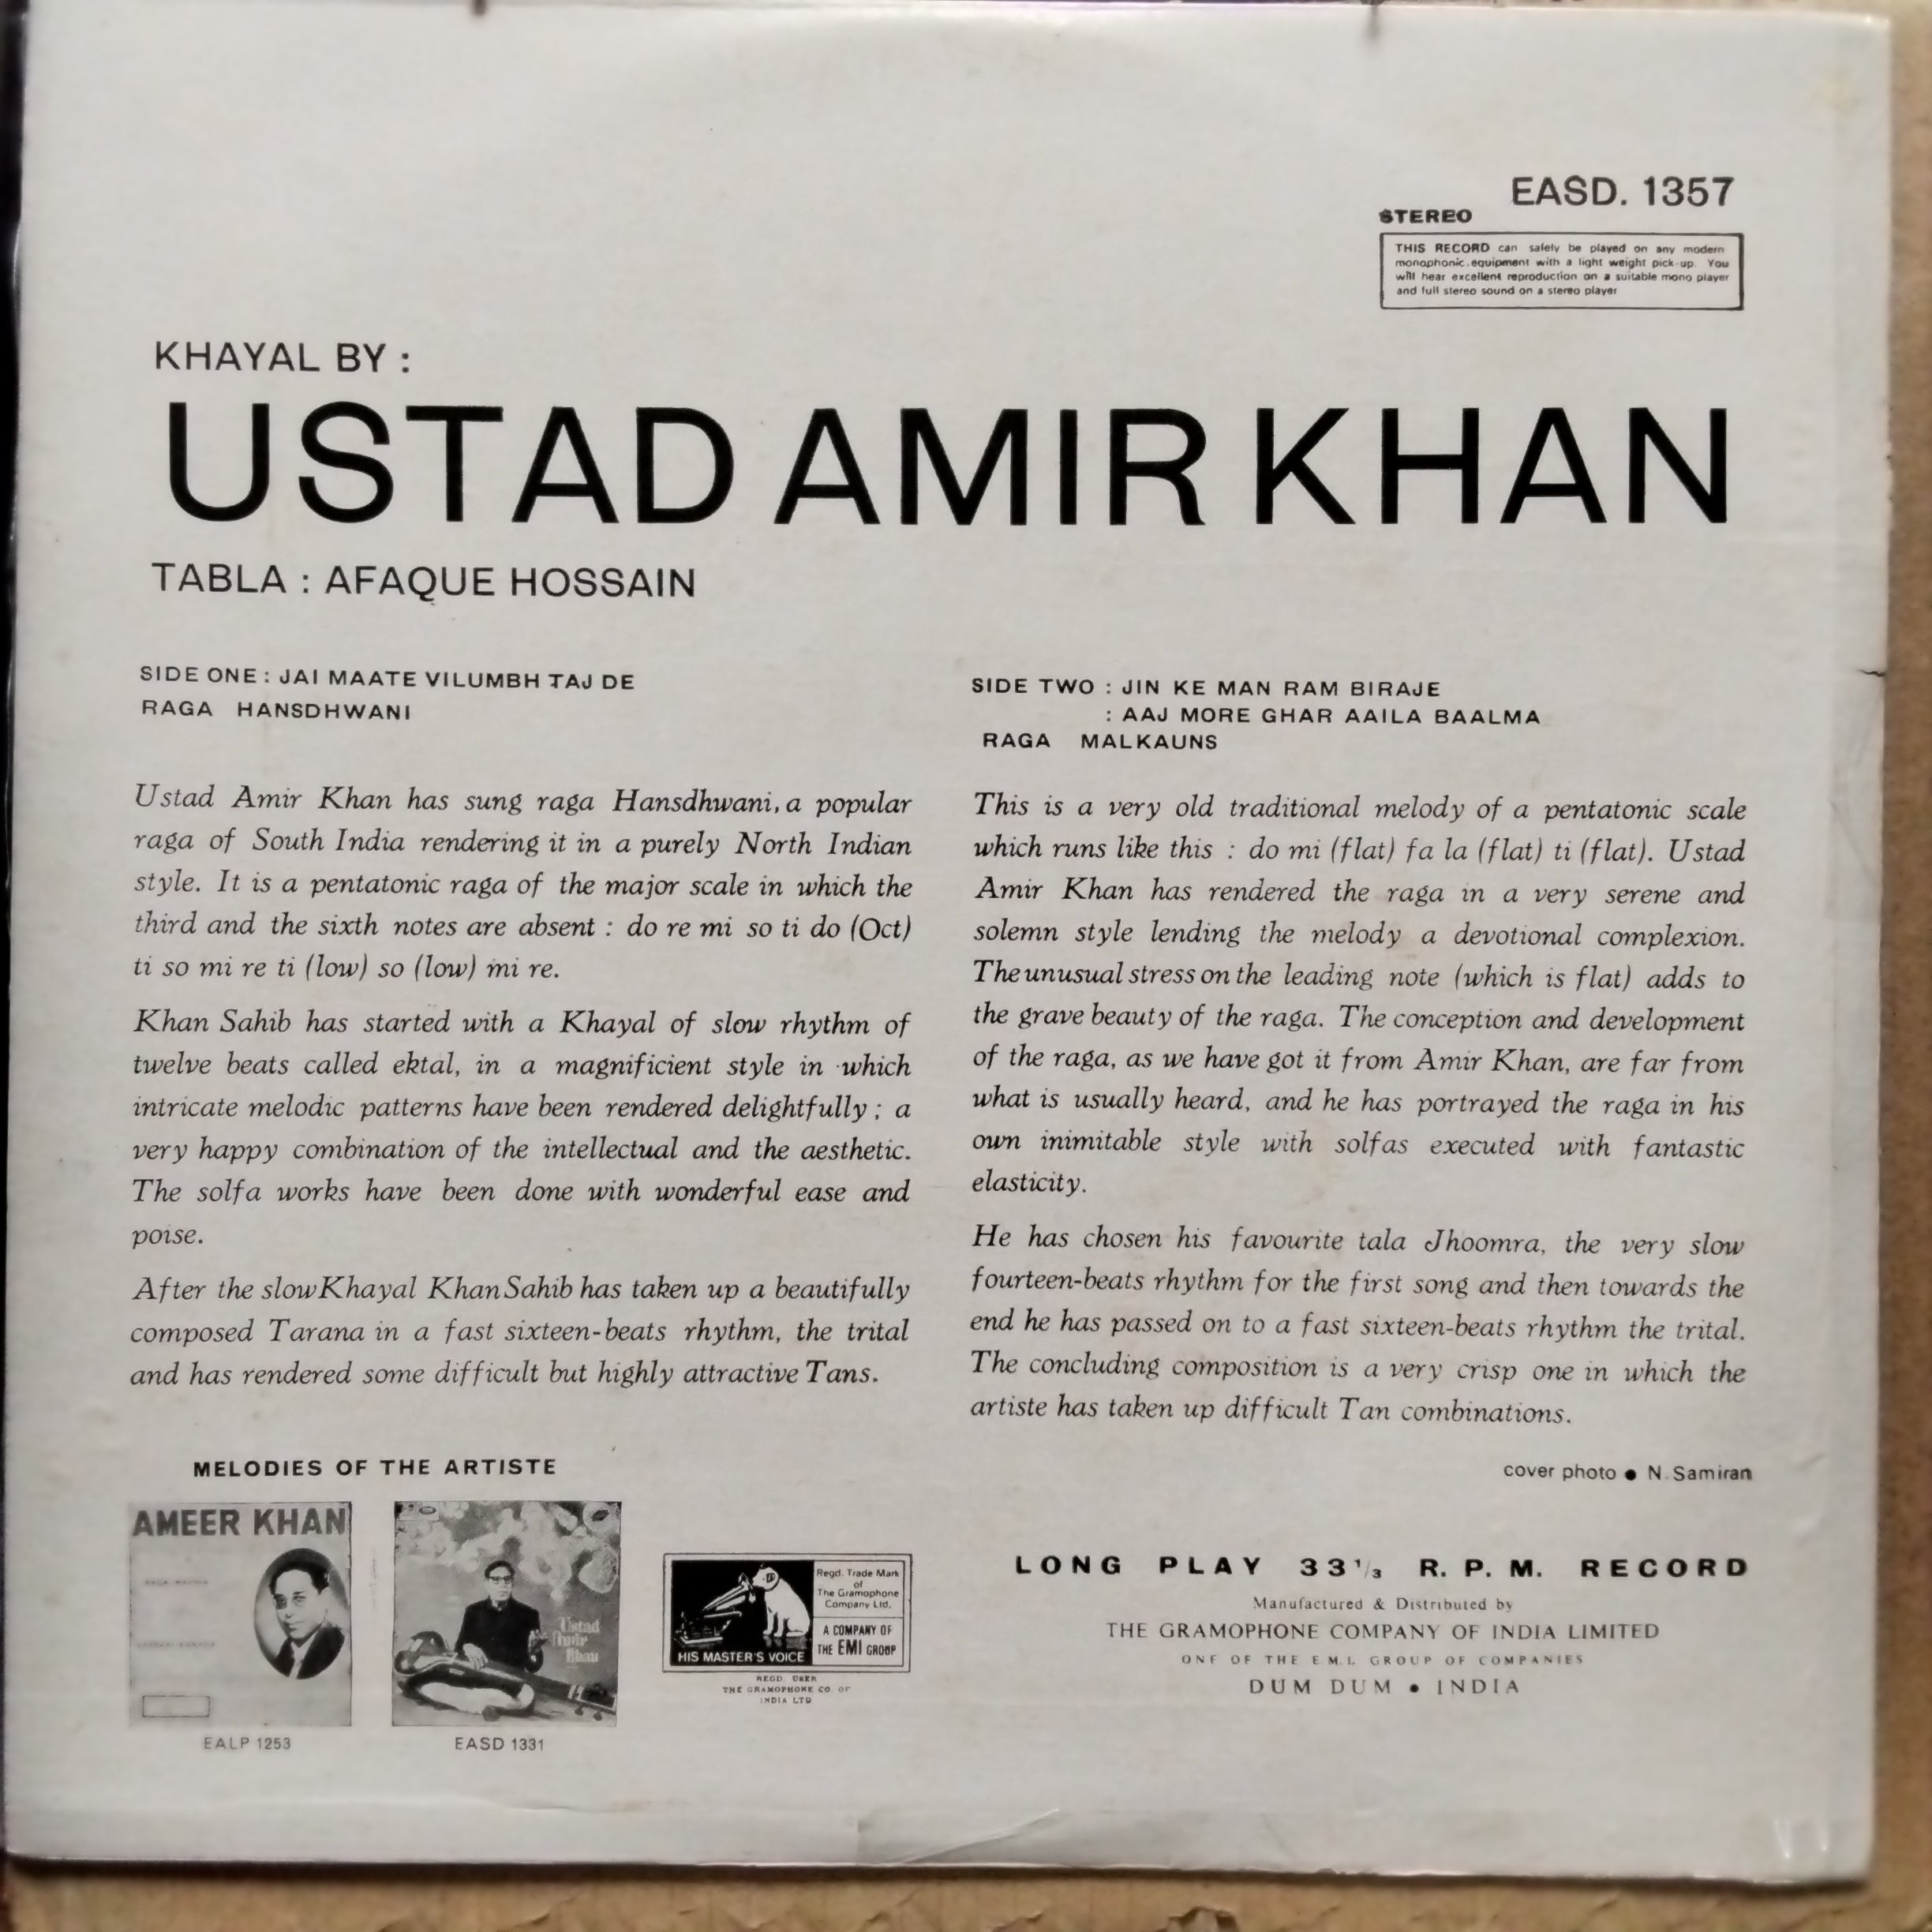 EASD. 1357
STEREO
THIS RECORD can safely be played on any modern
monophonic equipment with a light weight pick-up. You
will hear excellent reproduction on a suitable mono player
and full stereo sound on a stereo player
KHAYAL BY :
USTAD AMIR KHAN
TABLA : AFAQUE HOSSAIN
SIDE ONE : JAI MAATE VILUMBH TAJ DE
RAGA HANSDHWANI
Ustad Amir Khan has sung raga Hansdhwani, a popular
raga of South India rendering it in a purely North Indian
style. It is a pentatonic raga of the major scale in which the
third and the sixth notes are absent : do re mi so ti do (Oct)
ti so mi re ti (low) so (low) mi re.
Khan Sahib has started with a Khayal of slow rhythm of
twelve beats called ektal, in a magnificient style in which
intricate melodic patterns have been rendered delightfully ; a
very happy combination of the intellectual and the aesthetic.
The solfa works have been done with wonderful ease and
poise.
After the slow Khayal Khan Sahib has taken up a beautifully
composed Tarana in a fast sixteen-beats rhythm, the trital
and has rendered some difficult but highly attractive Tans.
SIDE TWO : JIN KE MAN RAM BIRAJE
: AAJ MORE GHAR AAILA BAALMA
RAGA MALKAUNS
This is a very old traditional melody of a pentatonic scale
which runs like this : do mi (flat) fa la (flat) ti (flat). Ustad
Amir Khan has rendered the raga in a very serene and
solemn style lending the melody a devotional complexion.
The unusual stress on the leading note (which is flat) adds to
the grave beauty of the raga. The conception and development
of the raga, as we have got it from Amir Khan, are far from
what is usually heard, and he has portrayed the raga in his
own inimitable style with solfas executed with fantastic
elasticity.
He has chosen his favourite tala Jhoomra, the very slow
fourteen-beats rhythm for the first song and then towards the
end he has passed on to a fast sixteen-beats rhythm the trital.
The concluding composition is a very crisp one in which the
artiste has taken up difficult Tan combinations.
cover photo ● N. Samiran
MELODIES OF THE ARTISTE
AMEER KHAN
EALP 1253
Ustad
Amir
Khan
EASD 1331
HIS MASTER'S VOICE
Regd. Trade Mark
of
The Gramophone
Company Ltd.
A COMPANY OF
THE EMI GROUP
REGD. USER
THE GRAMOPHONE CO. OF
INDIA LTD
LONG PLAY 33 1/3 R. P. M. RECORD
Manufactured & Distributed by
THE GRAMOPHONE COMPANY OF INDIA LIMITED
ONE OF THE E.M.I. GROUP OF COMPANIES
DUM DUM ● INDIA